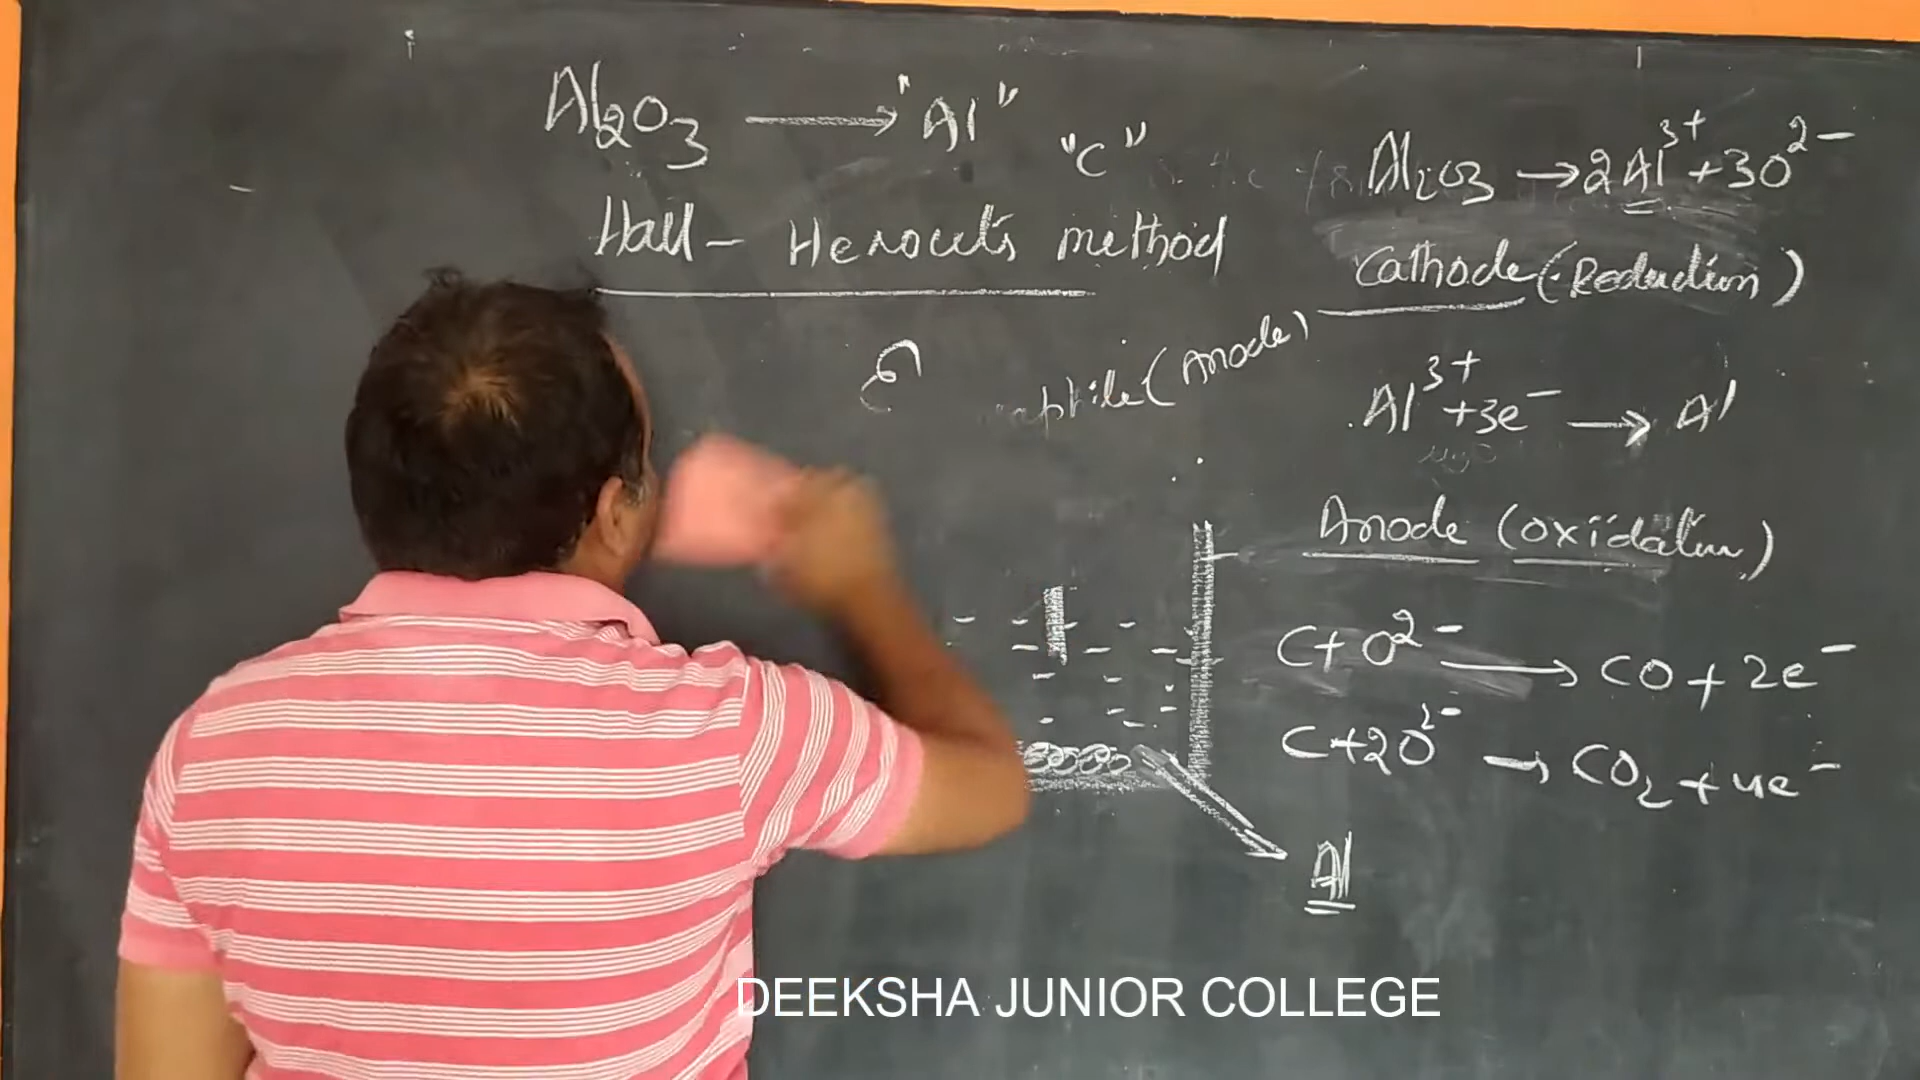 Al₂O₃ ⟶ "Al"
"C"
Hall - Heroult's method
(Anode)
Al₂O₃ → 2Al³⁺ + 3O²⁻
Cathode (Reduction)
Al³⁺ + 3e⁻ ⟶ Al
Anode (oxidation)
C + O²⁻ ⟶ CO + 2e⁻
C + 2O²⁻ → CO₂ + 4e⁻
Al
DEEKSHA JUNIOR COLLEGE